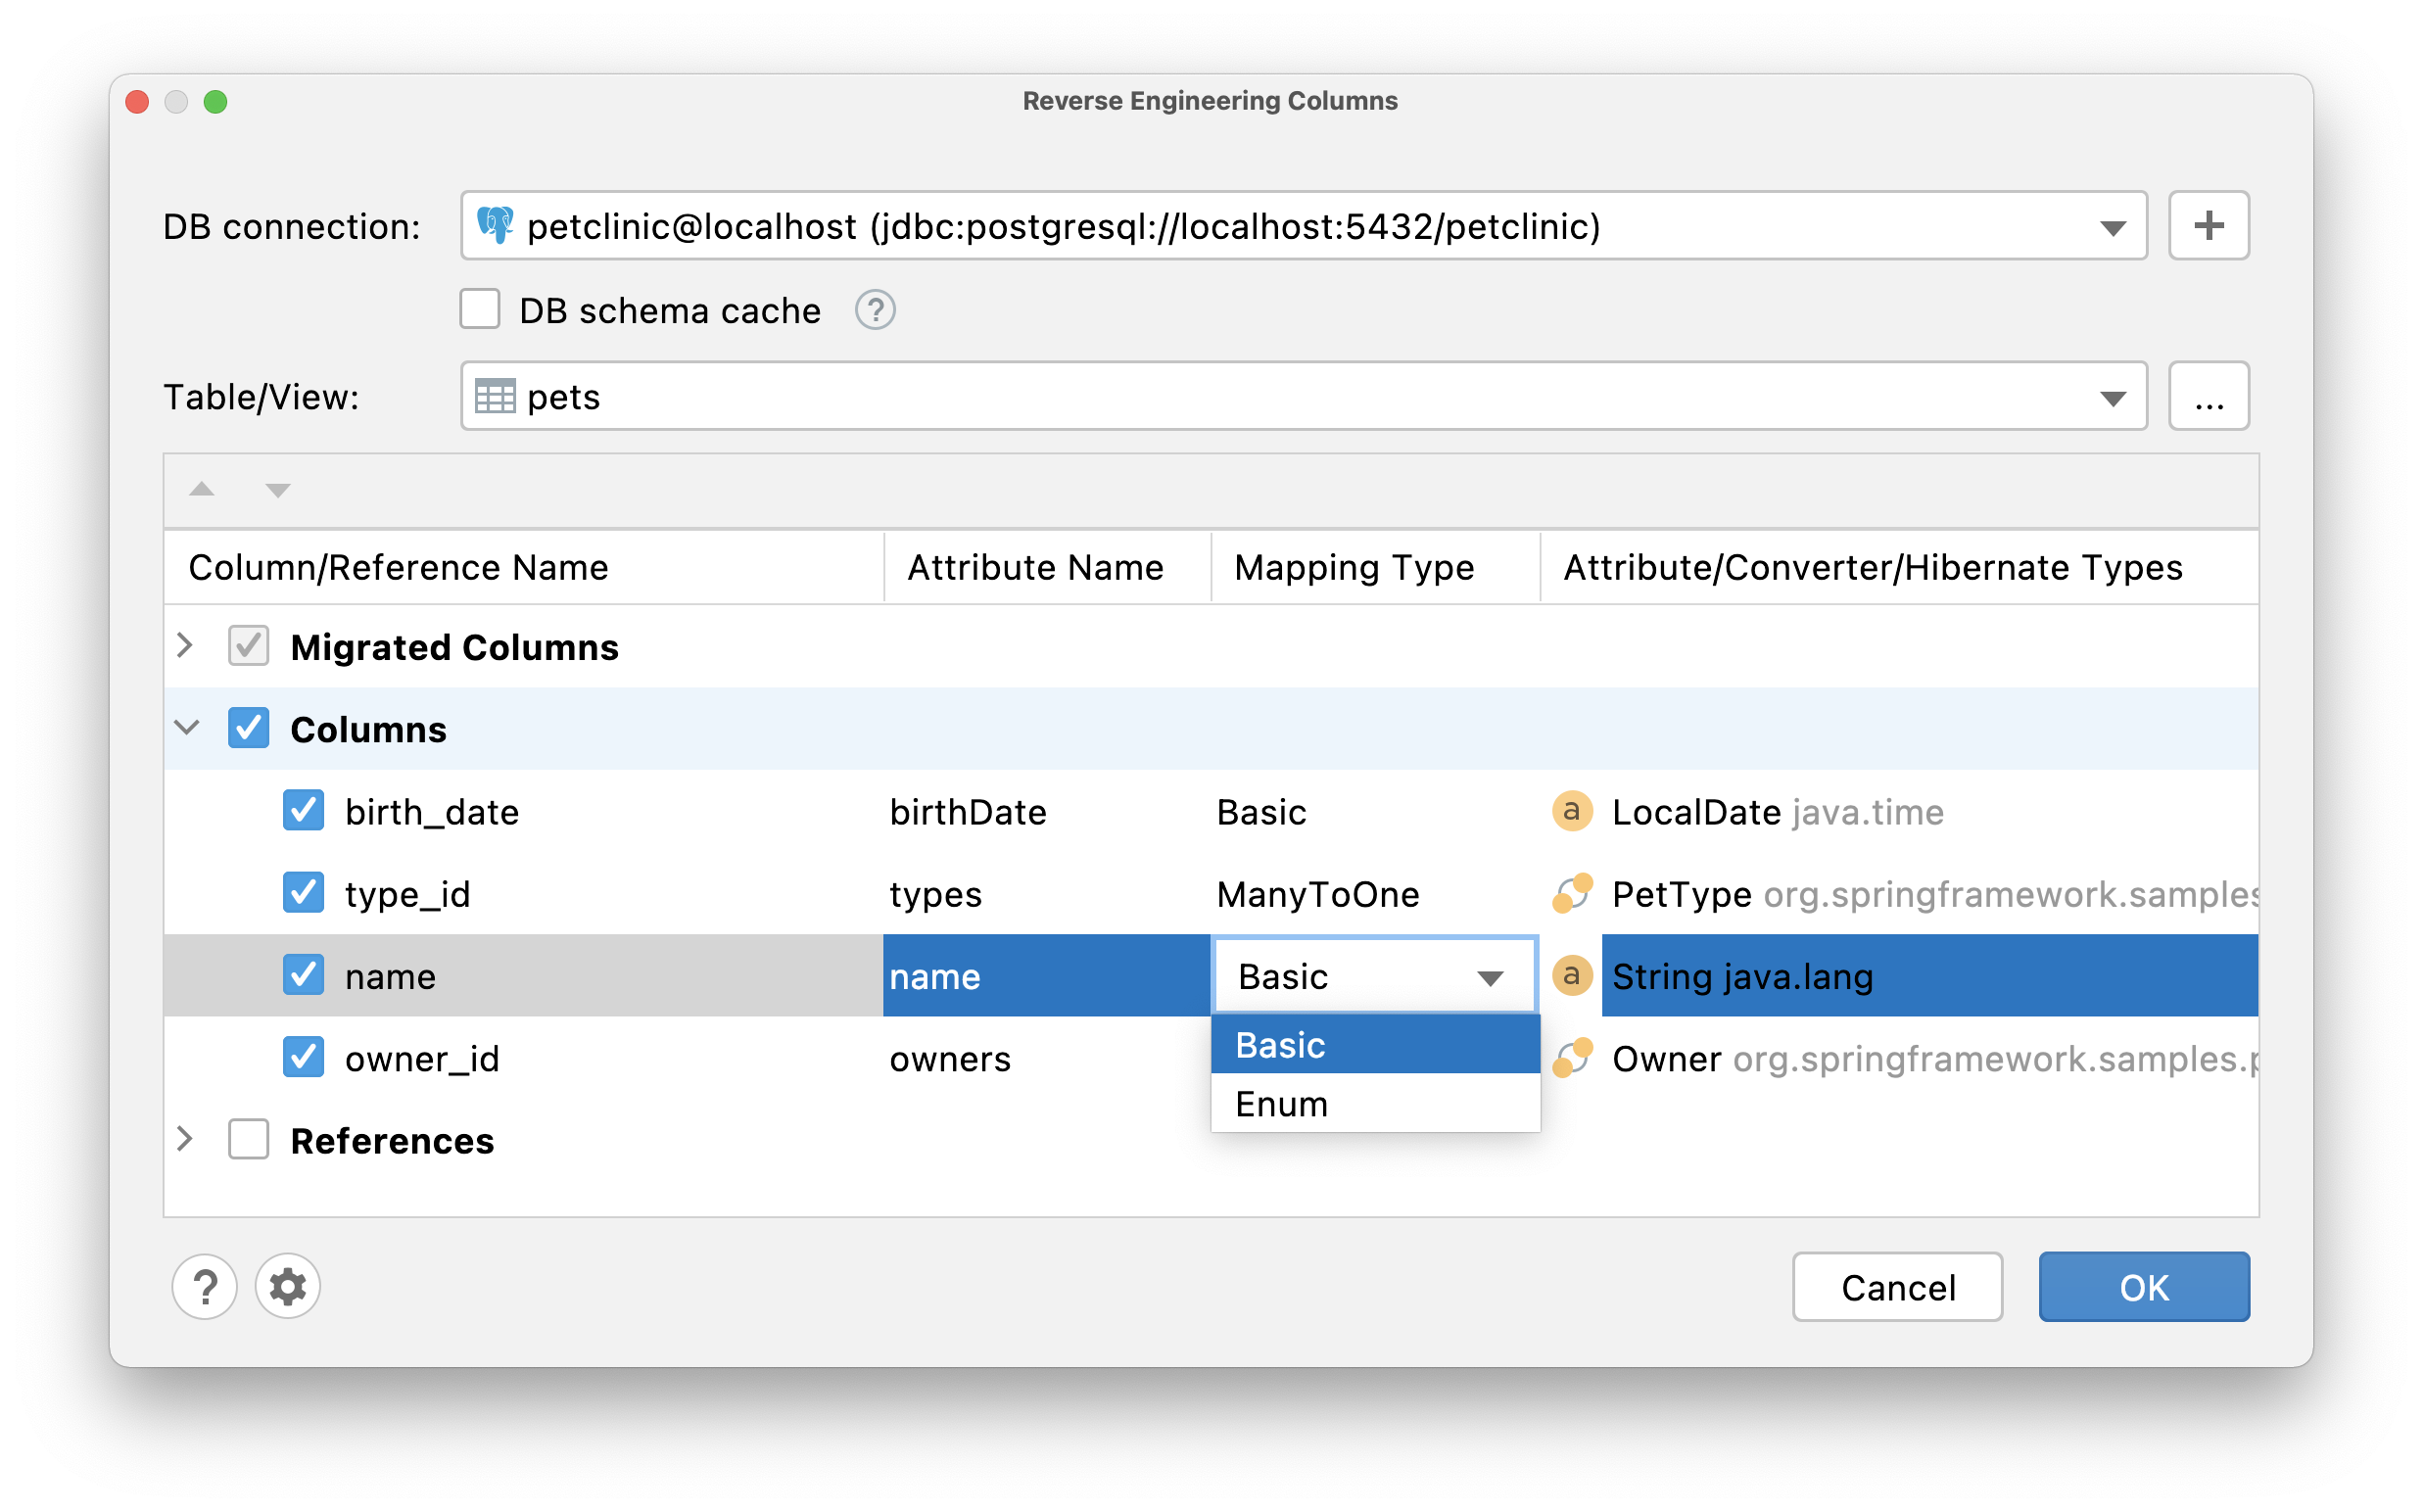 Reverse Engineering Columns
DB connection: petclinic@localhost (jdbc:postgresql://localhost:5432/petclinic) +
DB schema cache ?
Table/View: pets ...
Column/Reference Name Attribute Name Mapping Type Attribute/Converter/Hibernate Types
Migrated Columns
Columns
birth_date birthDate Basic a LocalDate java.time
type_id types ManyToOne PetType org.springframework.samples
name name Basic a String java.lang
Basic
owner_id owners Owner org.springframework.samples.p
Enum
References
? Cancel OK